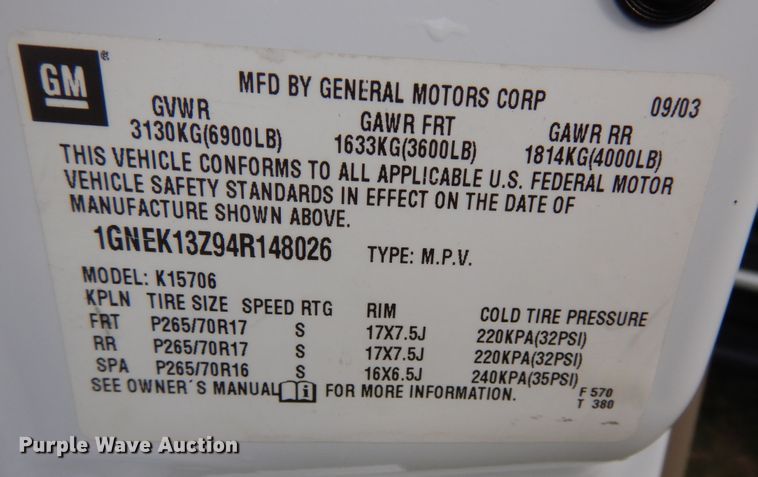 GM®
MFD BY GENERAL MOTORS CORP 09/03
GVWR GAWR FRT GAWR RR
3130KG(6900LB) 1633KG(3600LB) 1814KG(4000LB)
THIS VEHICLE CONFORMS TO ALL APPLICABLE U.S. FEDERAL MOTOR
VEHICLE SAFETY STANDARDS IN EFFECT ON THE DATE OF
MANUFACTURE SHOWN ABOVE.
1GNEK13Z94R148026 TYPE: M.P.V.
MODEL: K15706
KPLN TIRE SIZE SPEED RTG RIM COLD TIRE PRESSURE
FRT P265/70R17 S 17X7.5J 220KPA(32PSI)
RR P265/70R17 S 17X7.5J 220KPA(32PSI)
SPA P265/70R16 S 16X6.5J 240KPA(35PSI)
SEE OWNER'S MANUAL i FOR MORE INFORMATION. F 570
T 380
Purple Wave Auction